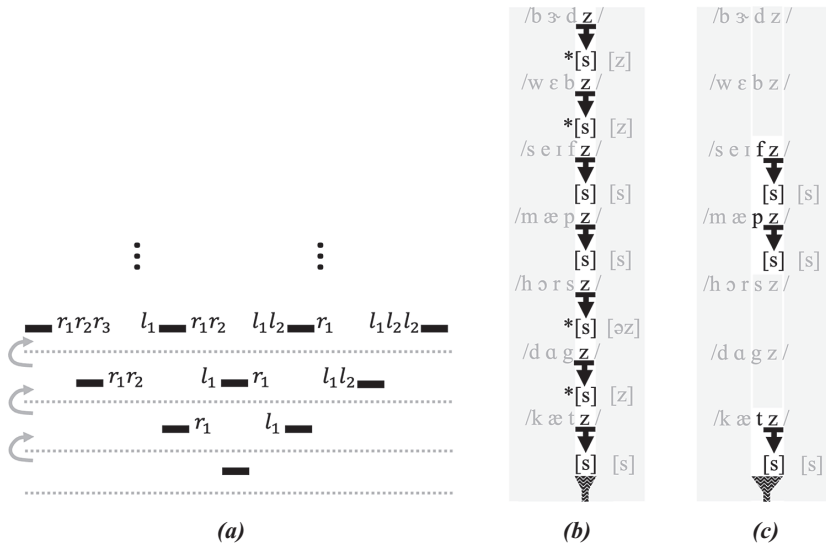 r₁r₂r₃ l₁ r₁r₂ l₁l₂ r₁ l₁l₂l₂
r₁r₂ l₁ r₁ l₁l₂
r₁ l₁
(a)
/b ɝ d z/
*[s] [z]
/w ɛ b z/
*[s] [z]
/s e ɪ f z/
[s] [s]
/m æ p z/
[s] [s]
/h ɔ r s z/
*[s] [əz]
/d ɑ g z/
*[s] [z]
/k æ t z/
[s] [s]
(b)
/b ɝ d z/
/w ɛ b z/
/s e ɪ f z/
[s] [s]
/m æ p z/
[s] [s]
/h ɔ r s z/
/d ɑ g z/
/k æ t z/
[s] [s]
(c)